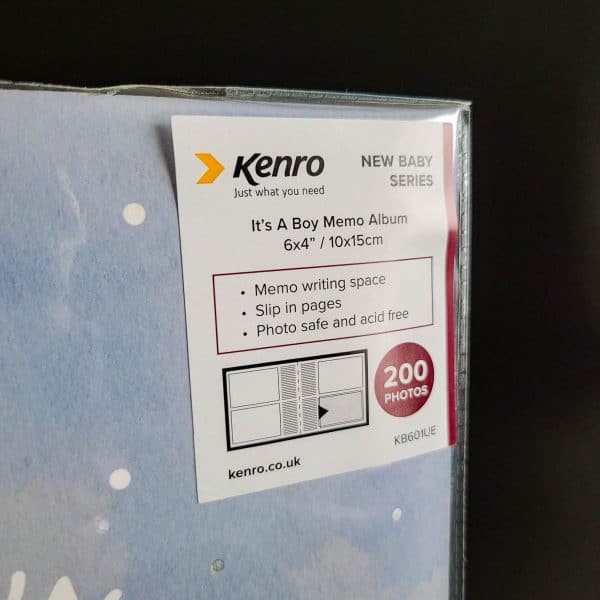 Kenro
Just what you need
NEW BABY
SERIES
It's A Boy Memo Album
6x4" / 10x15cm
• Memo writing space
• Slip in pages
• Photo safe and acid free
200
PHOTOS
KB601UE
kenro.co.uk